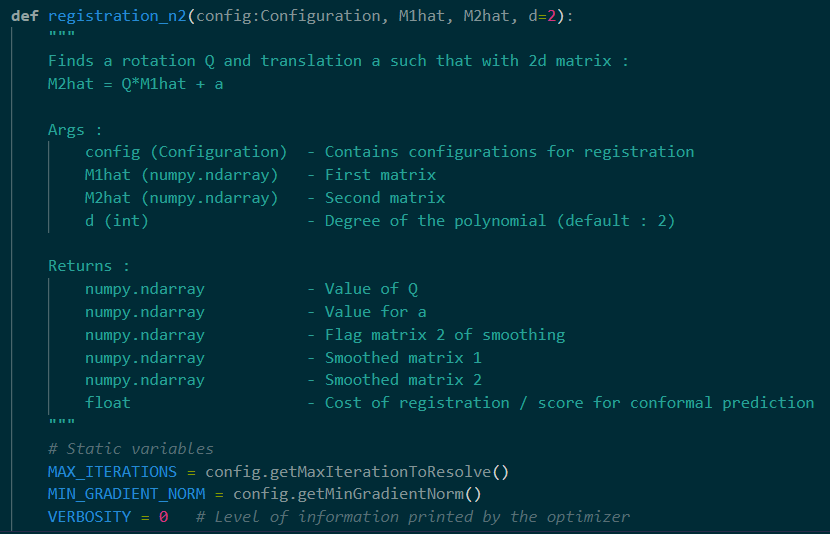 def registration_n2(config:Configuration, M1hat, M2hat, d=2):
    """
    Finds a rotation Q and translation a such that with 2d matrix :
    M2hat = Q*M1hat + a

    Args :
        config (Configuration)  - Contains configurations for registration
        M1hat (numpy.ndarray)   - First matrix
        M2hat (numpy.ndarray)   - Second matrix
        d (int)                 - Degree of the polynomial (default : 2)

    Returns :
        numpy.ndarray           - Value of Q
        numpy.ndarray           - Value for a
        numpy.ndarray           - Flag matrix 2 of smoothing
        numpy.ndarray           - Smoothed matrix 1
        numpy.ndarray           - Smoothed matrix 2
        float                   - Cost of registration / score for conformal prediction
    """
    # Static variables
    MAX_ITERATIONS = config.getMaxIterationToResolve()
    MIN_GRADIENT_NORM = config.getMinGradientNorm()
    VERBOSITY = 0   # Level of information printed by the optimizer